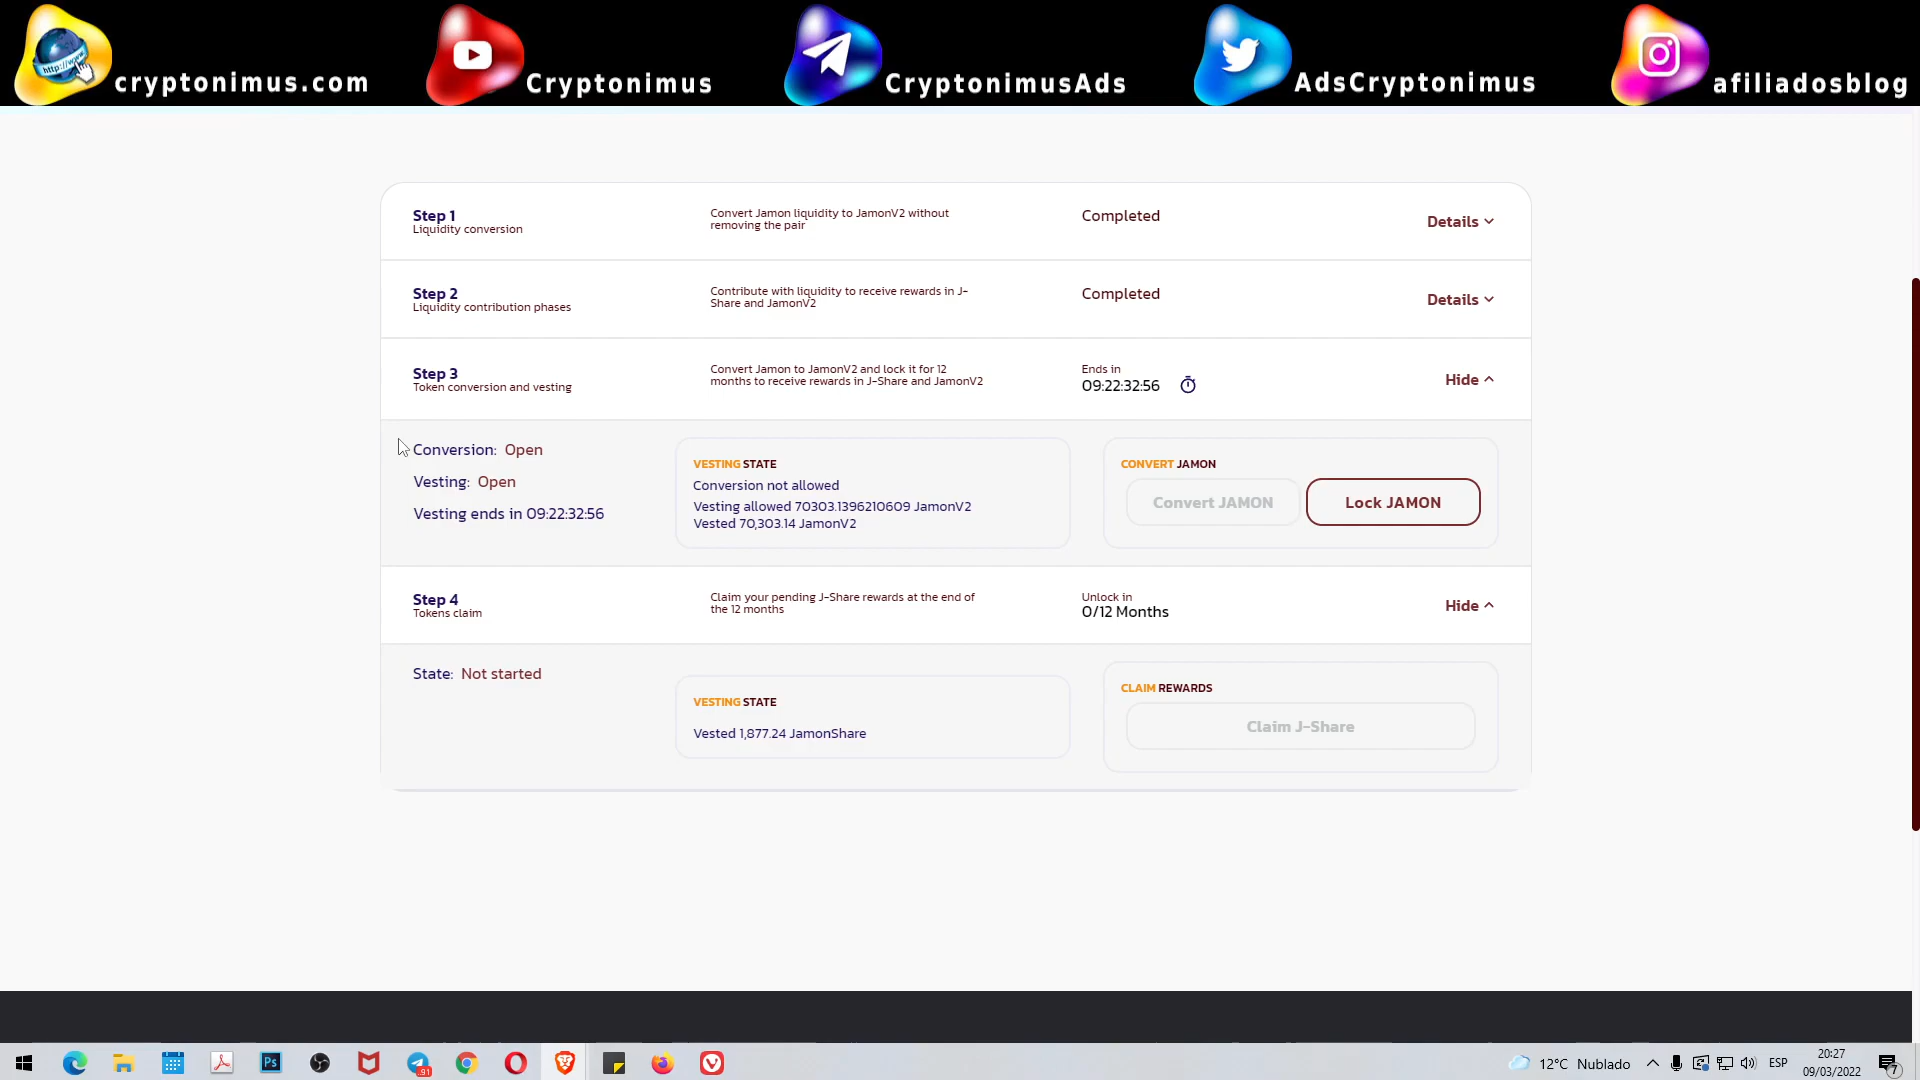 http://www
cryptonimus.com
Cryptonimus
CryptonimusAds
AdsCryptonimus
afiliadosblog
Step 1
Liquidity conversion
Convert Jamon liquidity to JamonV2 without
removing the pair
Completed
Details
Step 2
Liquidity contribution phases
Contribute with liquidity to receive rewards in J-
Share and JamonV2
Completed
Details
Step 3
Token conversion and vesting
Convert Jamon to JamonV2 and lock it for 12
months to receive rewards in J-Share and JamonV2
Ends in
09:22:32:56
Hide
Conversion: Open
Vesting: Open
Vesting ends in 09:22:32:56
VESTING STATE
Conversion not allowed
Vesting allowed 70303.1396210609 JamonV2
Vested 70,303.14 JamonV2
CONVERT JAMON
Convert JAMON
Lock JAMON
Step 4
Tokens claim
Claim your pending J-Share rewards at the end of
the 12 months
Unlock in
0/12 Months
Hide
State: Not started
VESTING STATE
Vested 1,877.24 JamonShare
CLAIM REWARDS
Claim J-Share
Ps
91
12°C Nublado
ESP
20:27
09/03/2022
7